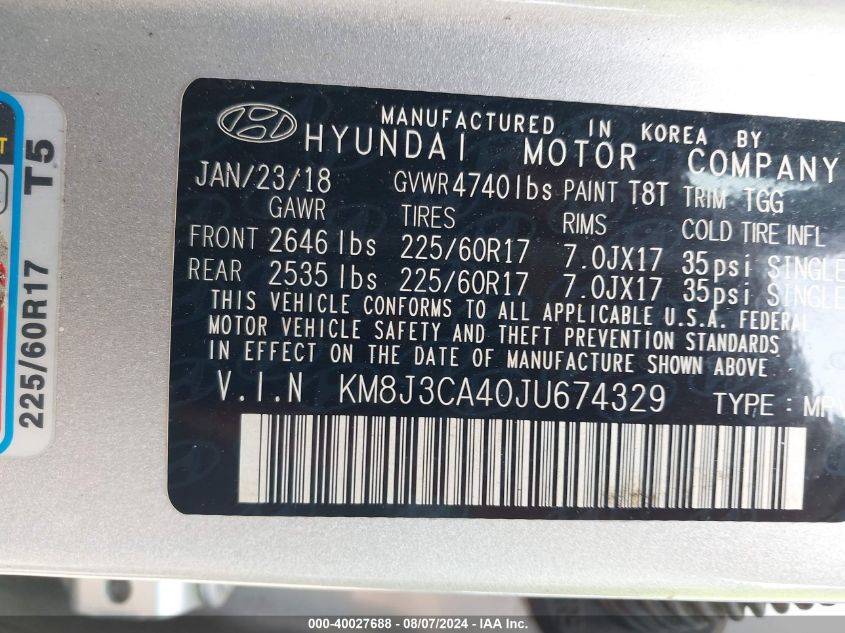 MANUFACTURED IN KOREA BY
HYUNDAI MOTOR COMPANY
JAN/23/18 GVWR 4740lbs PAINT T8T TRIM TGG
GAWR TIRES RIMS COLD TIRE INFL
FRONT 2646 lbs 225/60R17 7.0JX17 35psi SINGLE
REAR 2535 lbs 225/60R17 7.0JX17 35psi SINGLE
THIS VEHICLE CONFORMS TO ALL APPLICABLE U.S.A. FEDERAL
MOTOR VEHICLE SAFETY AND THEFT PREVENTION STANDARDS
IN EFFECT ON THE DATE OF MANUFACTURE SHOWN ABOVE
V.I.N KM8J3CA40JU674329 TYPE : MPV
225/60R17 T5
000-40027688 - 08/07/2024 - IAA Inc.